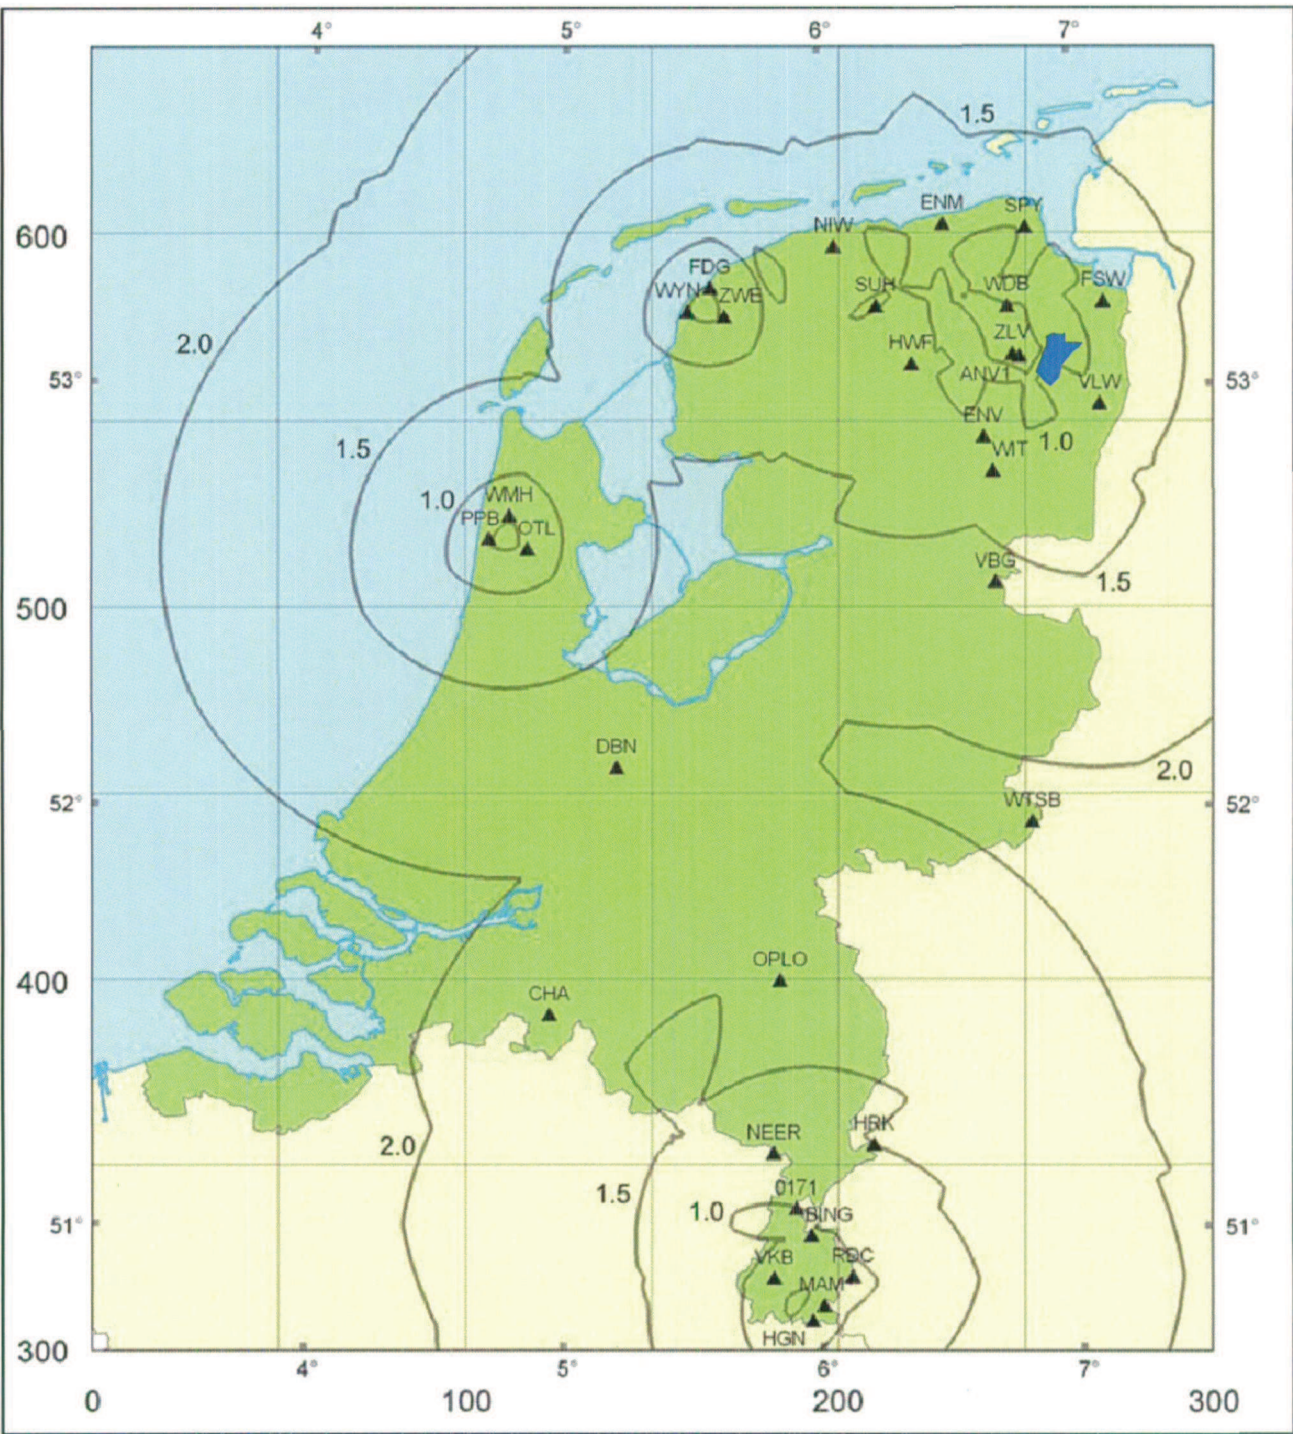 4° 5° 6° 7°
1.5
ENM SPY
600
NIW
FDG
WYN ZWE
SUH WDB FSW
2.0
HWF ZLV
53° 53°
ANV1 VLW
ENV 1.0
1.5
WIT
1.0 WMH
PPB OTL
VBG
1.5
500
DBN
2.0
52° WTSB 52°
OPLO
400
CHA
NEER HRK
2.0
1.5 0171
1.0 BING
51° 51°
VKB RDC
MAM
HGN
300
4° 5° 6° 7°
0 100 200 300